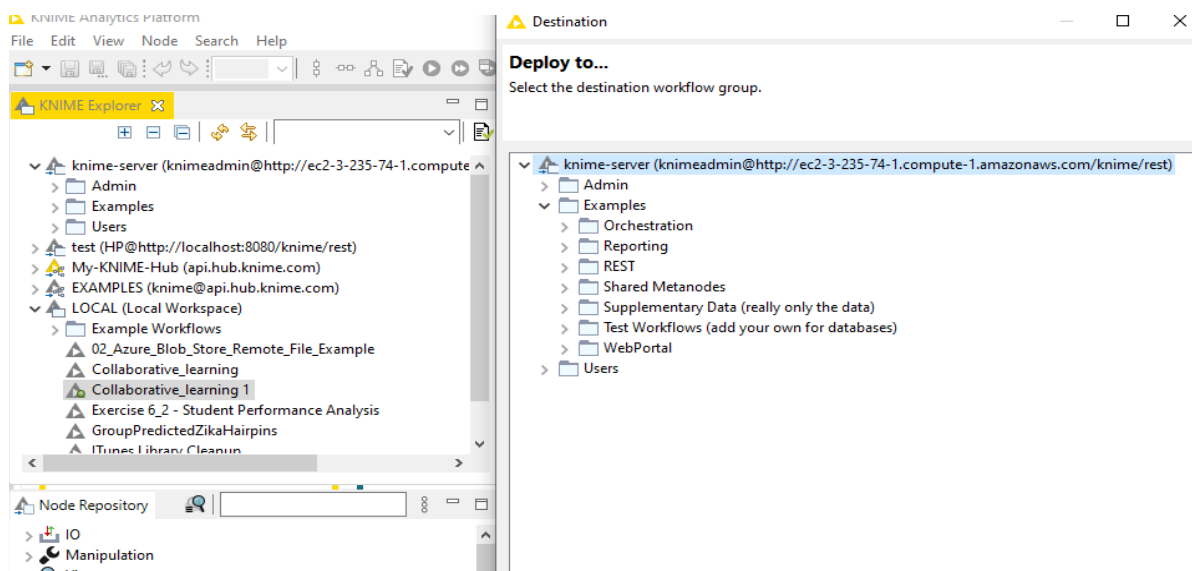 KNIME Analytics Platform
File Edit View Node Search Help
KNIME Explorer
knime-server (knimeadmin@http://ec2-3-235-74-1.compute
Admin
Examples
Users
test (HP@http://localhost:8080/knime/rest)
My-KNIME-Hub (api.hub.knime.com)
EXAMPLES (knime@api.hub.knime.com)
LOCAL (Local Workspace)
Example Workflows
02_Azure_Blob_Store_Remote_File_Example
Collaborative_learning
Collaborative_learning 1
Exercise 6_2 - Student Performance Analysis
GroupPredictedZikaHairpins
ITunes Library Cleanup
Node Repository
IO
Manipulation
Destination
Deploy to...
Select the destination workflow group.
knime-server (knimeadmin@http://ec2-3-235-74-1.compute-1.amazonaws.com/knime/rest)
Admin
Examples
Orchestration
Reporting
REST
Shared Metanodes
Supplementary Data (really only the data)
Test Workflows (add your own for databases)
WebPortal
Users